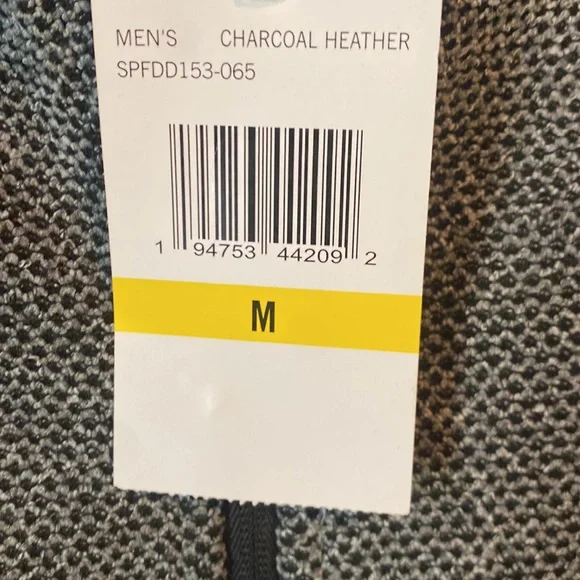 MEN'S CHARCOAL HEATHER
SPFDD153-065
1 94753 44209 2
M